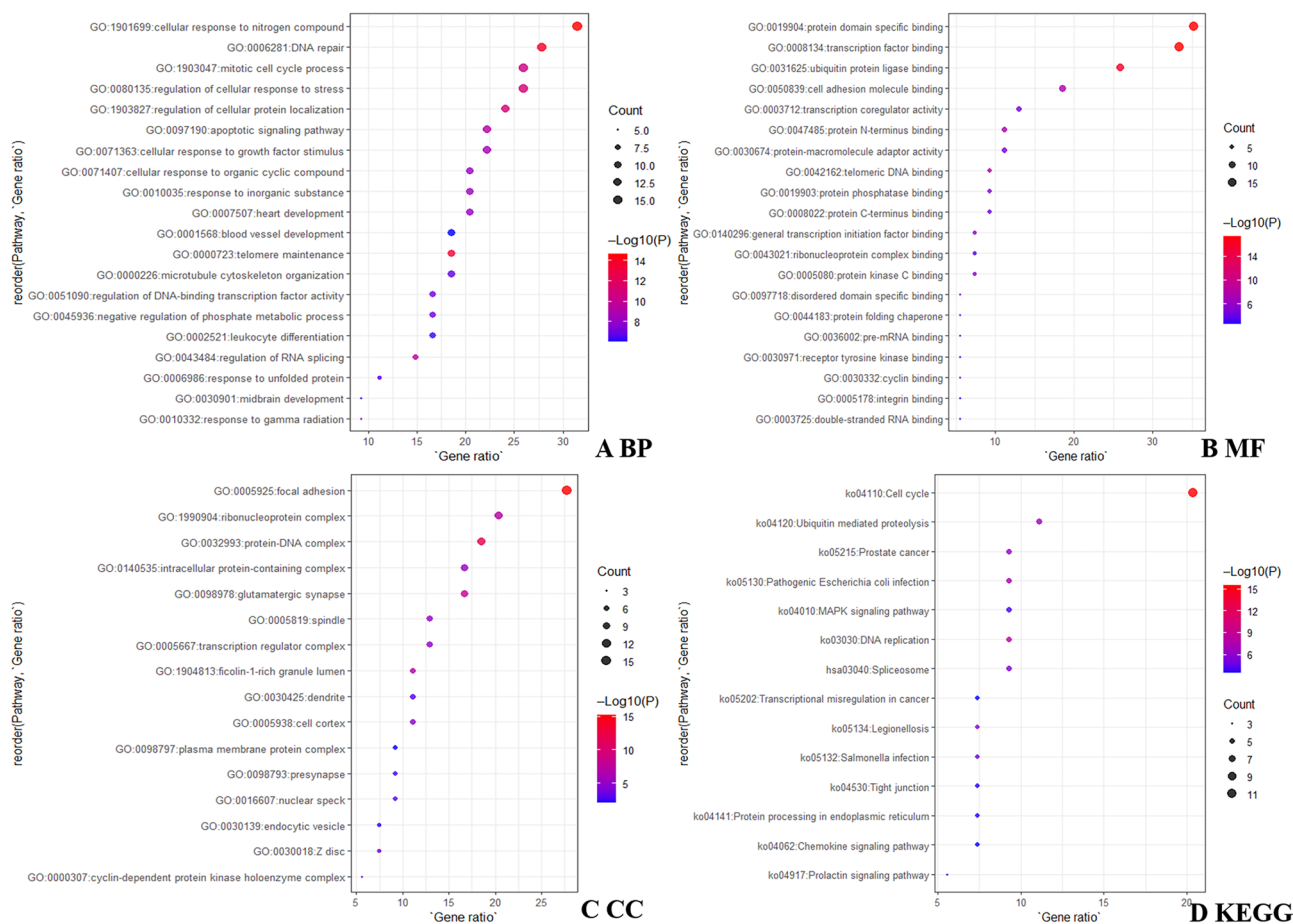 reorder(Pathway, `Gene ratio`)
GO:1901699:cellular response to nitrogen compound
GO:0006281:DNA repair
GO:1903047:mitotic cell cycle process
GO:0080135:regulation of cellular response to stress
GO:1903827:regulation of cellular protein localization
GO:0097190:apoptotic signaling pathway
GO:0071363:cellular response to growth factor stimulus
GO:0071407:cellular response to organic cyclic compound
GO:0010035:response to inorganic substance
GO:0007507:heart development
GO:0001568:blood vessel development
GO:0000723:telomere maintenance
GO:0000226:microtubule cytoskeleton organization
GO:0051090:regulation of DNA-binding transcription factor activity
GO:0045936:negative regulation of phosphate metabolic process
GO:0002521:leukocyte differentiation
GO:0043484:regulation of RNA splicing
GO:0006986:response to unfolded protein
GO:0030901:midbrain development
GO:0010332:response to gamma radiation
10 15 20 25 30
`Gene ratio`
Count
5.0
7.5
10.0
12.5
15.0
−Log10(P)
14
12
10
8
A BP
reorder(Pathway, `Gene ratio`)
GO:0019904:protein domain specific binding
GO:0008134:transcription factor binding
GO:0031625:ubiquitin protein ligase binding
GO:0050839:cell adhesion molecule binding
GO:0003712:transcription coregulator activity
GO:0047485:protein N-terminus binding
GO:0030674:protein-macromolecule adaptor activity
GO:0042162:telomeric DNA binding
GO:0019903:protein phosphatase binding
GO:0008022:protein C-terminus binding
GO:0140296:general transcription initiation factor binding
GO:0043021:ribonucleoprotein complex binding
GO:0005080:protein kinase C binding
GO:0097718:disordered domain specific binding
GO:0044183:protein folding chaperone
GO:0036002:pre-mRNA binding
GO:0030971:receptor tyrosine kinase binding
GO:0030332:cyclin binding
GO:0005178:integrin binding
GO:0003725:double-stranded RNA binding
10 20 30
`Gene ratio`
Count
5
10
15
−Log10(P)
15
12
9
6
B MF
reorder(Pathway, `Gene ratio`)
GO:0005925:focal adhesion
GO:1990904:ribonucleoprotein complex
GO:0032993:protein-DNA complex
GO:0140535:intracellular protein-containing complex
GO:0098978:glutamatergic synapse
GO:0005819:spindle
GO:0005667:transcription regulator complex
GO:1904813:ficolin-1-rich granule lumen
GO:0030425:dendrite
GO:0005938:cell cortex
GO:0098797:plasma membrane protein complex
GO:0098793:presynapse
GO:0016607:nuclear speck
GO:0030139:endocytic vesicle
GO:0030018:Z disc
GO:0000307:cyclin-dependent protein kinase holoenzyme complex
5 10 15 20 25
`Gene ratio`
Count
3
6
9
12
15
−Log10(P)
15
10
5
C CC
reorder(Pathway, `Gene ratio`)
ko04110:Cell cycle
ko04120:Ubiquitin mediated proteolysis
ko05215:Prostate cancer
ko05130:Pathogenic Escherichia coli infection
ko04010:MAPK signaling pathway
ko03030:DNA replication
hsa03040:Spliceosome
ko05202:Transcriptional misregulation in cancer
ko05134:Legionellosis
ko05132:Salmonella infection
ko04530:Tight junction
ko04141:Protein processing in endoplasmic reticulum
ko04062:Chemokine signaling pathway
ko04917:Prolactin signaling pathway
5 10 15 20
`Gene ratio`
−Log10(P)
15
12
9
6
Count
3
5
7
9
11
D KEGG